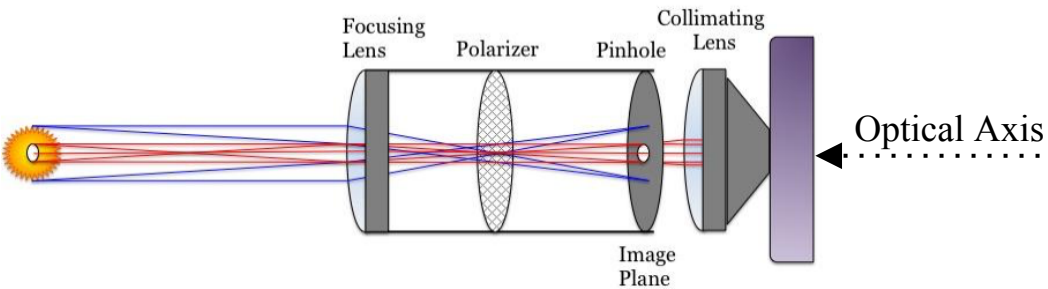 Focusing
Lens
Polarizer
Pinhole
Collimating
Lens
Optical Axis
Image
Plane